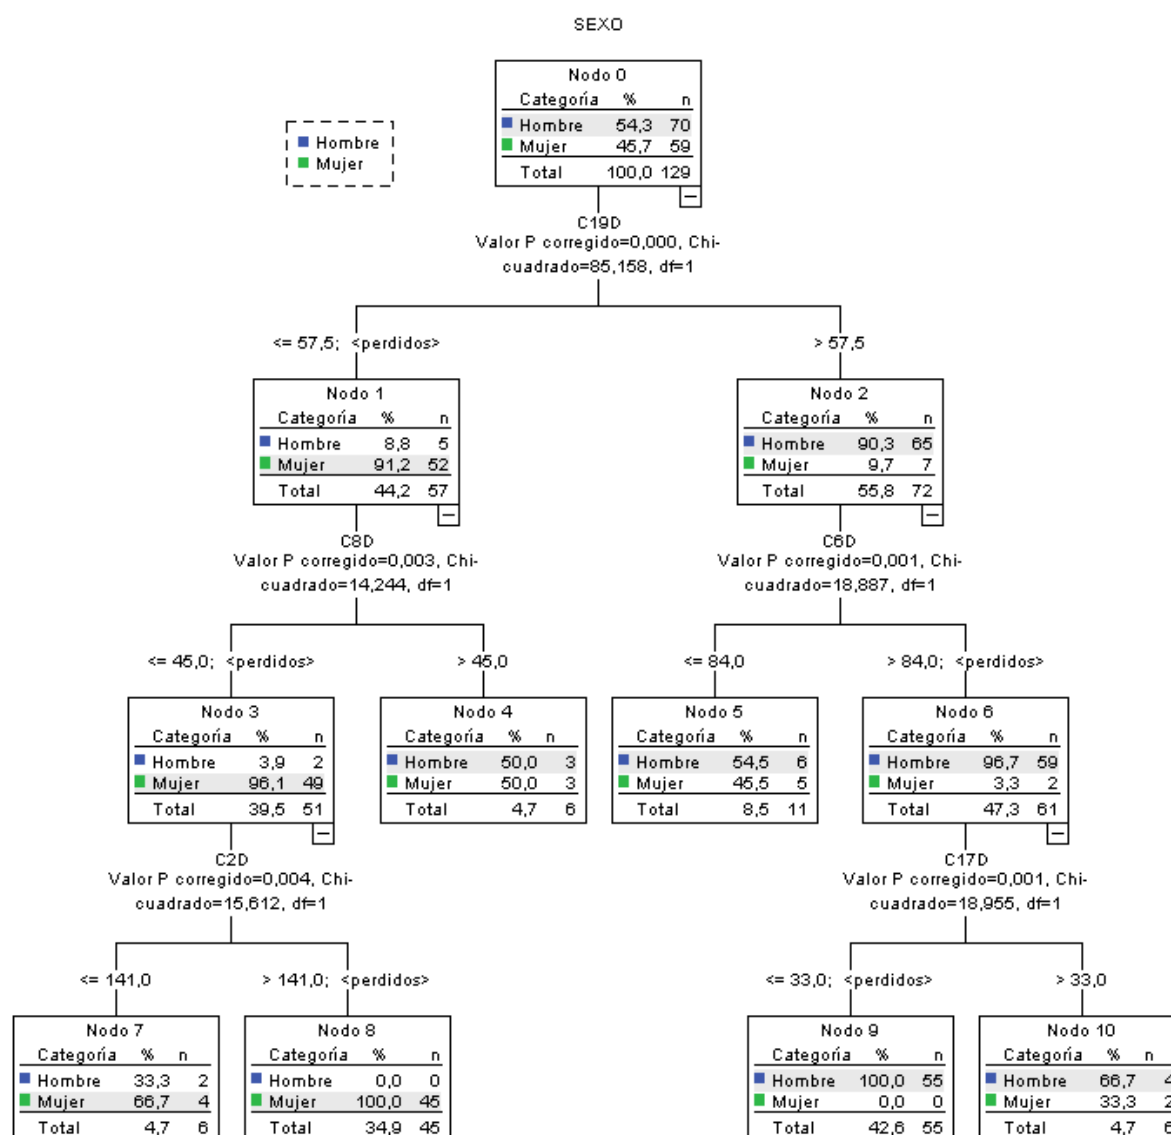 SEXO
Nodo 0
Categoría % n
Hombre 54,3 70
Mujer 45,7 59
Total 100,0 129
Hombre
Mujer
C19D
Valor P corregido=0,000, Chi-
cuadrado=85,158, df=1
<= 57,5; <perdidos>
> 57,5
Nodo 1
Categoría % n
Hombre 8,8 5
Mujer 91,2 52
Total 44,2 57
Nodo 2
Categoría % n
Hombre 90,3 65
Mujer 9,7 7
Total 55,8 72
C8D
Valor P corregido=0,003, Chi-
cuadrado=14,244, df=1
C6D
Valor P corregido=0,001, Chi-
cuadrado=18,887, df=1
<= 45,0; <perdidos>
> 45,0
<= 84,0
> 84,0; <perdidos>
Nodo 3
Categoría % n
Hombre 3,9 2
Mujer 96,1 49
Total 39,5 51
Nodo 4
Categoría % n
Hombre 50,0 3
Mujer 50,0 3
Total 4,7 6
Nodo 5
Categoría % n
Hombre 54,5 6
Mujer 45,5 5
Total 8,5 11
Nodo 6
Categoría % n
Hombre 96,7 59
Mujer 3,3 2
Total 47,3 61
C2D
Valor P corregido=0,004, Chi-
cuadrado=15,612, df=1
C17D
Valor P corregido=0,001, Chi-
cuadrado=18,955, df=1
<= 141,0
> 141,0; <perdidos>
<= 33,0; <perdidos>
> 33,0
Nodo 7
Categoría % n
Hombre 33,3 2
Mujer 66,7 4
Total 4,7 6
Nodo 8
Categoría % n
Hombre 0,0 0
Mujer 100,0 45
Total 34,9 45
Nodo 9
Categoría % n
Hombre 100,0 55
Mujer 0,0 0
Total 42,6 55
Nodo 10
Categoría % n
Hombre 66,7 4
Mujer 33,3 2
Total 4,7 6